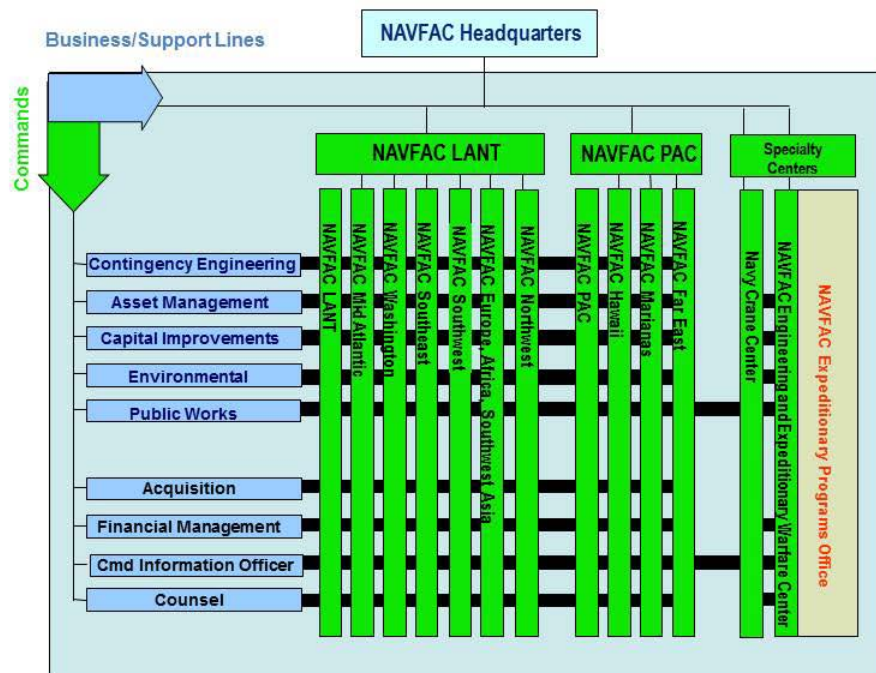 NAVFAC Headquarters
Business/Support Lines
Commands
NAVFAC LANT
NAVFAC PAC
Specialty
Centers
NAVFAC LANT
NAVFAC Mid Atlantic
NAVFAC Washington
NAVFAC Southeast
NAVFAC Southwest
NAVFAC Europe, Africa, Southwest Asia
NAVFAC Northwest
NAVFAC PAC
NAVFAC Hawaii
NAVFAC Marianas
NAVFAC Far East
Navy Crane Center
NAVFAC Engineering and Expeditionary Warfare Center
NAVFAC Expeditionary Programs Office
Contingency Engineering
Asset Management
Capital Improvements
Environmental
Public Works
Acquisition
Financial Management
Cmd Information Officer
Counsel